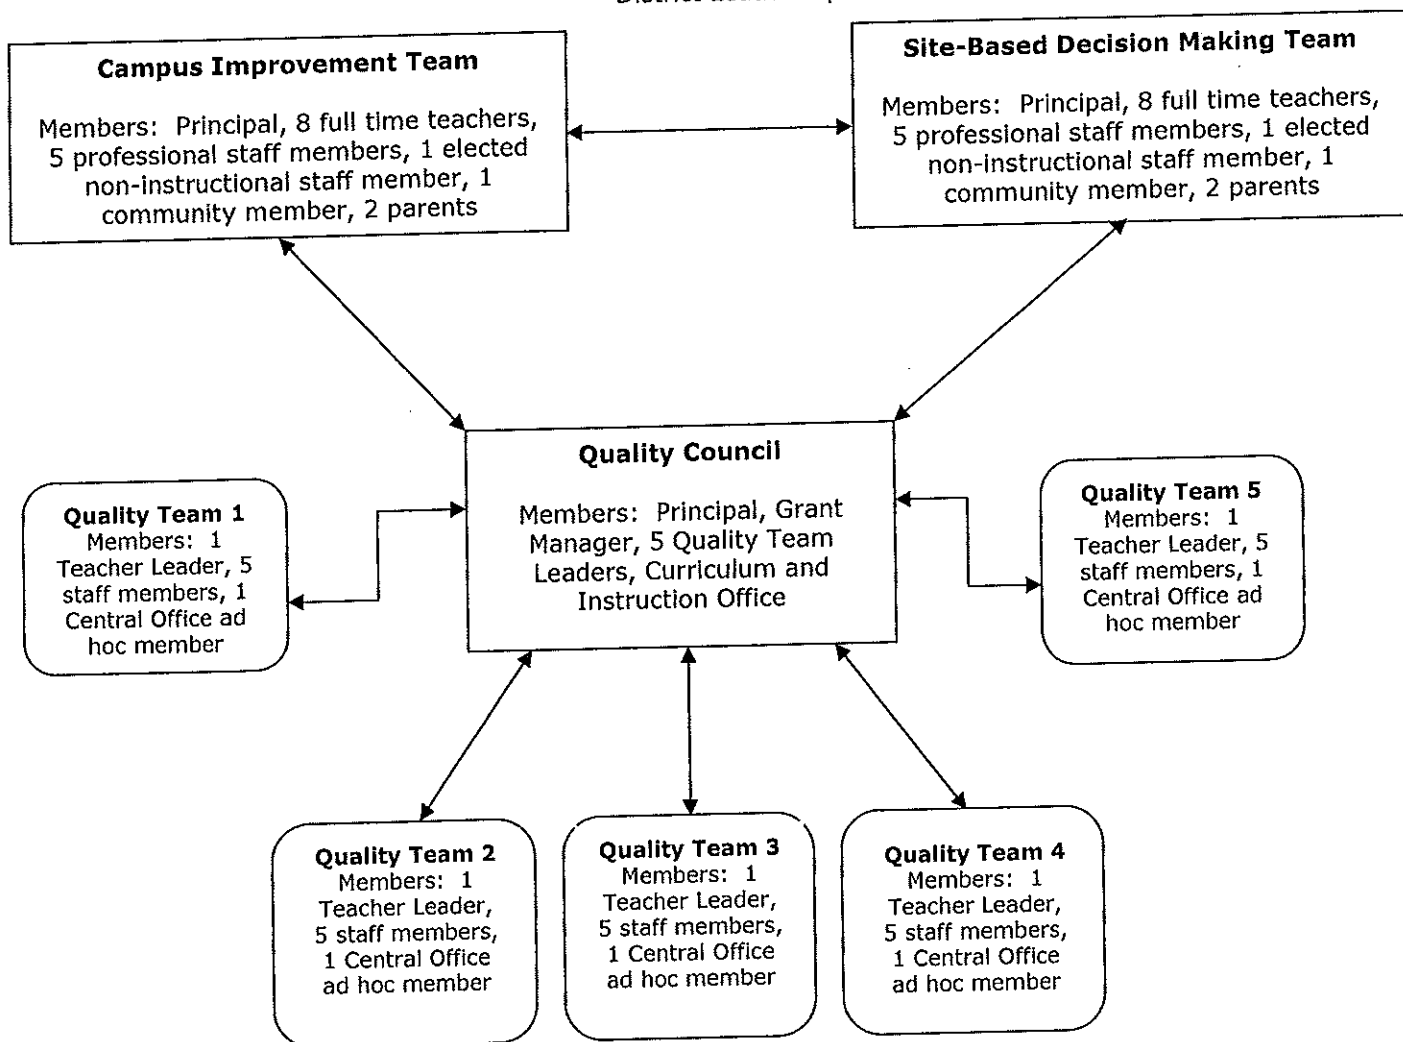 Campus Improvement Team
Members: Principal, 8 full time teachers,
5 professional staff members, 1 elected
non-instructional staff member, 1
community member, 2 parents
Site-Based Decision Making Team
Members: Principal, 8 full time teachers,
5 professional staff members, 1 elected
non-instructional staff member, 1
community member, 2 parents
Quality Council
Members: Principal, Grant
Manager, 5 Quality Team
Leaders, Curriculum and
Instruction Office
Quality Team 1
Members: 1
Teacher Leader, 5
staff members, 1
Central Office ad
hoc member
Quality Team 5
Members: 1
Teacher Leader, 5
staff members, 1
Central Office ad
hoc member
Quality Team 2
Members: 1
Teacher Leader,
5 staff members,
1 Central Office
ad hoc member
Quality Team 3
Members: 1
Teacher Leader,
5 staff members,
1 Central Office
ad hoc member
Quality Team 4
Members: 1
Teacher Leader,
5 staff members,
1 Central Office
ad hoc member